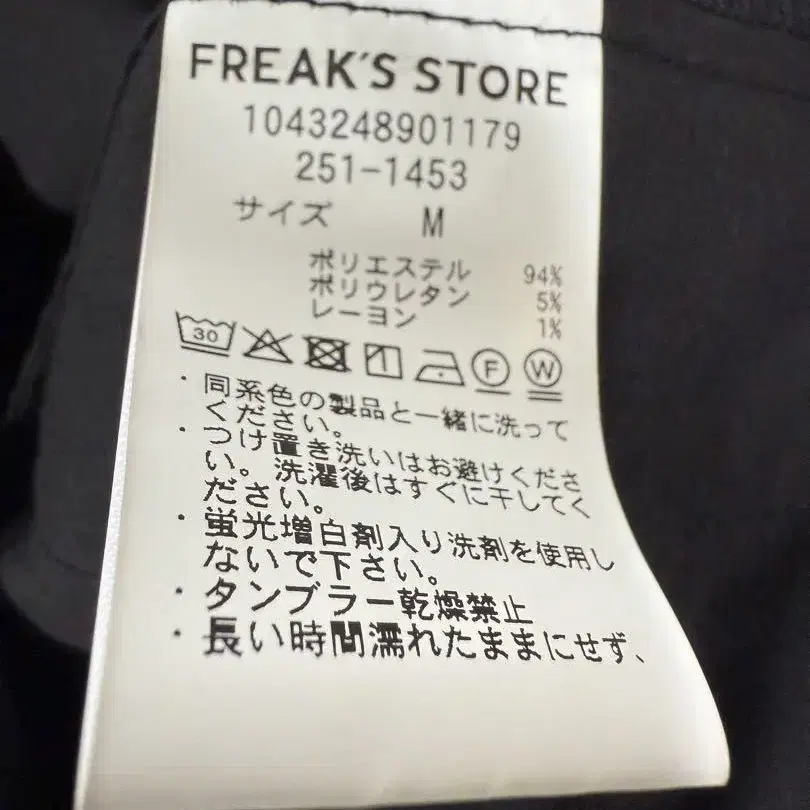 FREAK'S STORE
1043248901179
251-1453
サイズ M
ポリエステル 94%
ポリウレタン 5%
レーヨン 1%
30 F W
・同系色の製品と一緒に洗って
ください。
・つけ置き洗いはお避けくださ
い。洗濯後はすぐに干してく
ださい。
・蛍光増白剤入り洗剤を使用し
ないで下さい。
・タンブラー乾燥禁止
・長い時間濡れたままにせず、